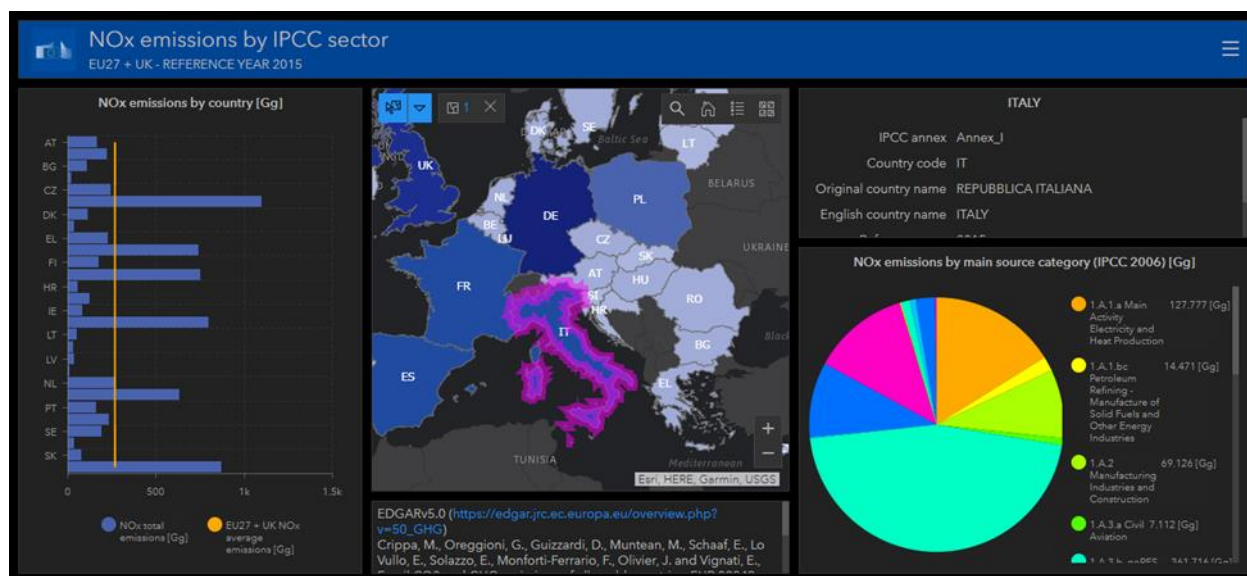 NOx emissions by IPCC sector
EU27 + UK - REFERENCE YEAR 2015
NOx emissions by country [Gg]
AT
BG
CZ
DK
EL
FI
HR
IE
LT
LV
NL
PT
SE
SK
0
500
1k
1.5k
NOx total
emissions [Gg]
EU27 + UK NOx
average
emissions [Gg]
1
DK
SE
Baltic Sea
LT
UK
NL
BELARUS
DE
PL
BE
LU
CZ
UKRAINE
SK
FR
AT
HU
SI
HR
RO
IT
BG
ES
EL
TUNISIA
Mediterranean
Esri, HERE, Garmin, USGS
EDGARv5.0 (https://edgar.jrc.ec.europa.eu/overview.php?
v=50_GHG)
Crippa, M., Oreggioni, G., Guizzardi, D., Muntean, M., Schaaf, E., Lo
Vullo, E., Solazzo, E., Monforti-Ferrario, F., Olivier, J. and Vignati, E.,
ITALY
IPCC annex Annex_I
Country code IT
Original country name REPUBBLICA ITALIANA
English country name ITALY
NOx emissions by main source category (IPCC 2006) [Gg]
1.A.1.a Main 127.777 [Gg]
Activity
Electricity and
Heat Production
1.A.1.bc 14.471 [Gg]
Petroleum
Refining -
Manufacture of
Solid Fuels and
Other Energy
Industries
1.A.2 69.126 [Gg]
Manufacturing
Industries and
Construction
1.A.3.a Civil 7.112 [Gg]
Aviation